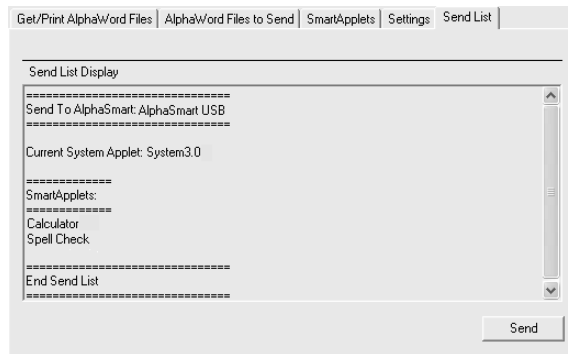 Get/Print AlphaWord Files AlphaWord Files to Send SmartApplets Settings Send List
Send List Display
==============================
Send To AlphaSmart: AlphaSmart USB
==============================
Current System Applet: System3.0
=============
SmartApplets:
=============
Calculator
Spell Check
==============================
End Send List
==============================
Send